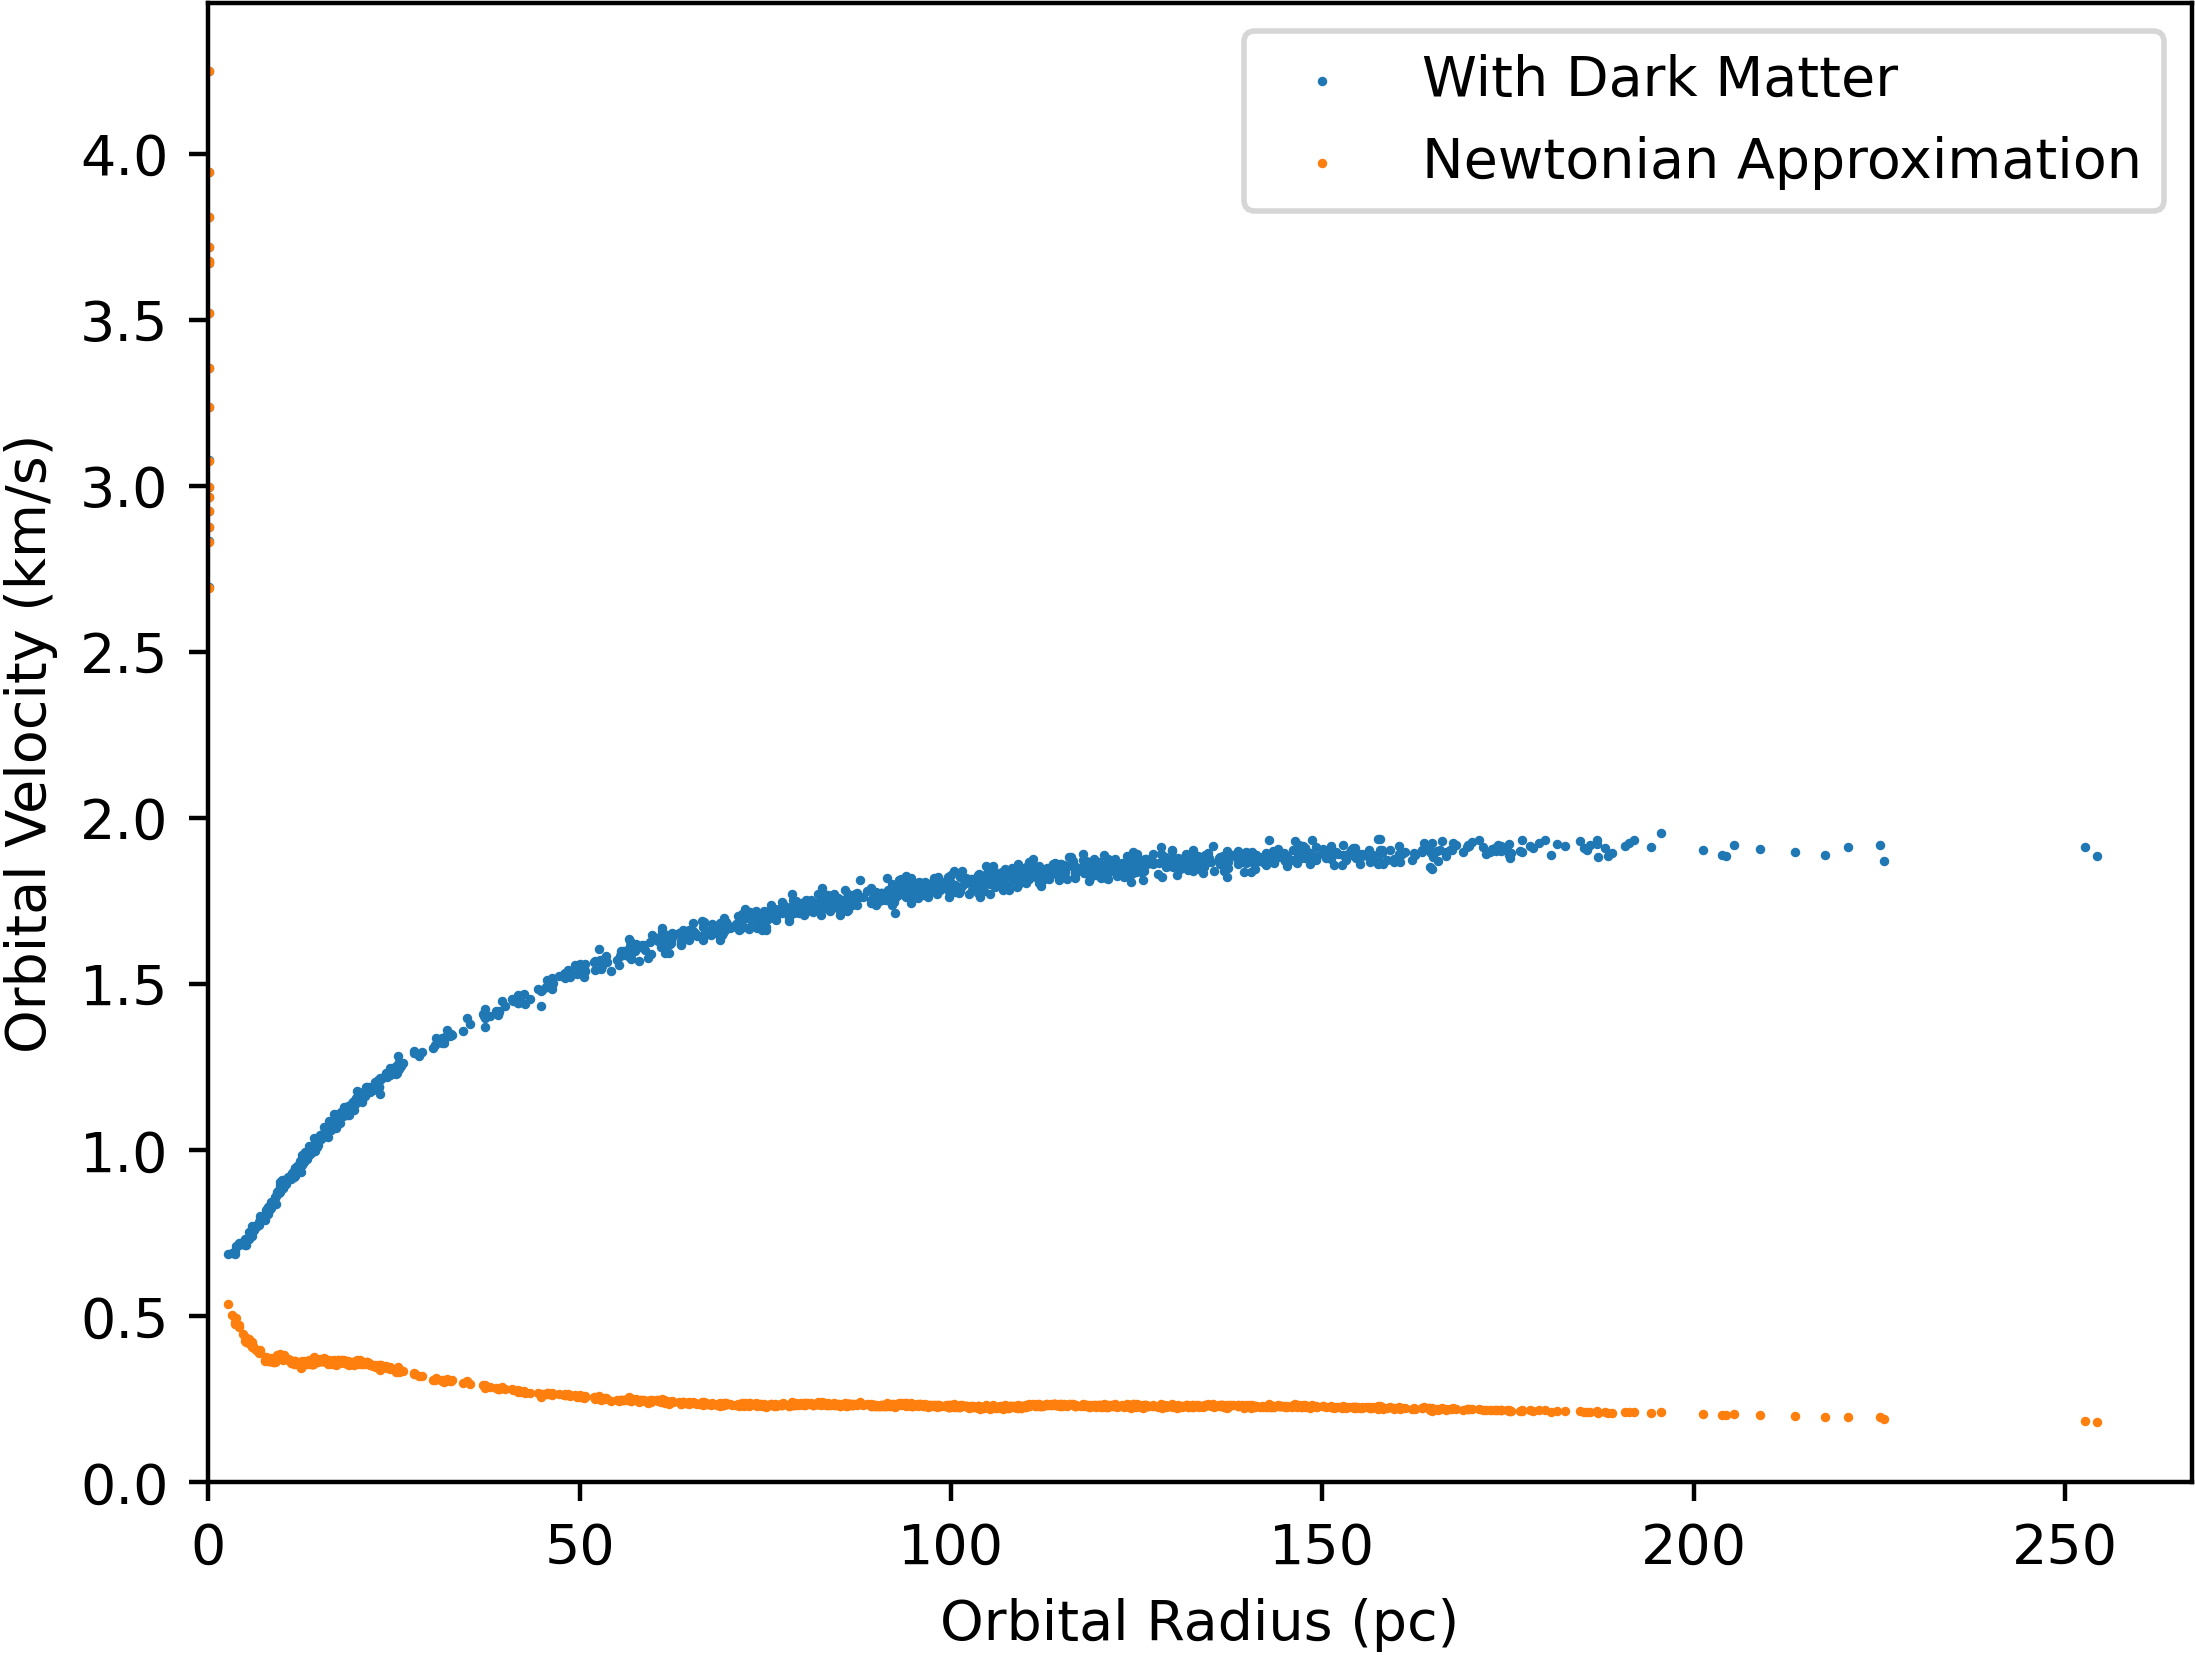 With Dark Matter
Newtonian Approximation
4.0
3.5
3.0
2.5
2.0
1.5
1.0
0.5
0.0
Orbital Velocity (km/s)
0 50 100 150 200 250
Orbital Radius (pc)